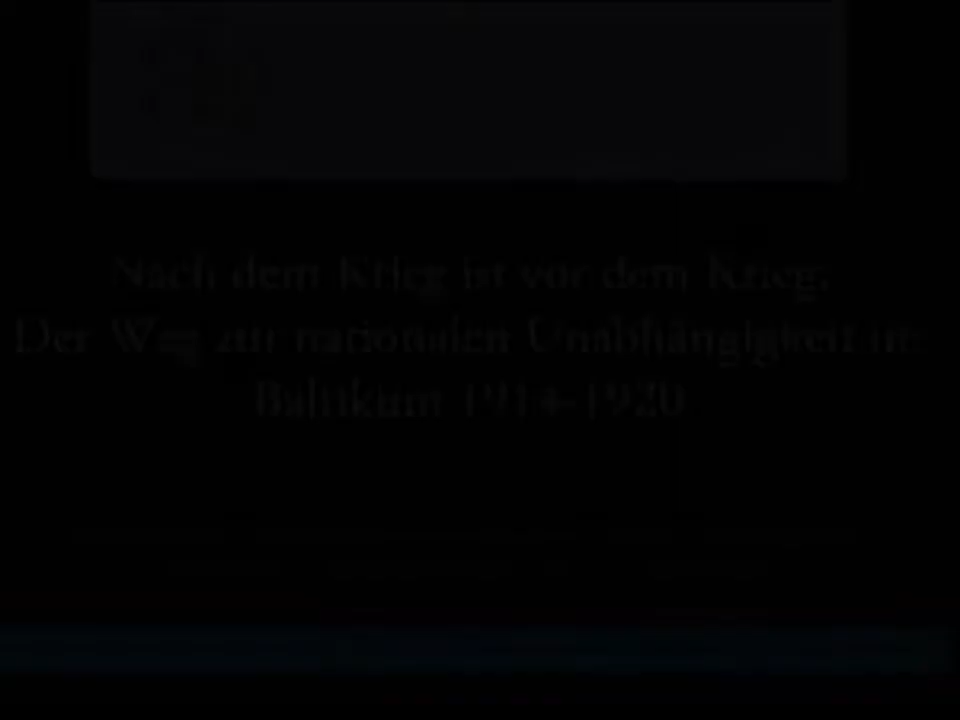 Nach dem Krieg ist vor dem Krieg.
Der Weg zur nationalen Unabhängigkeit im
Baltikum 1914-1920